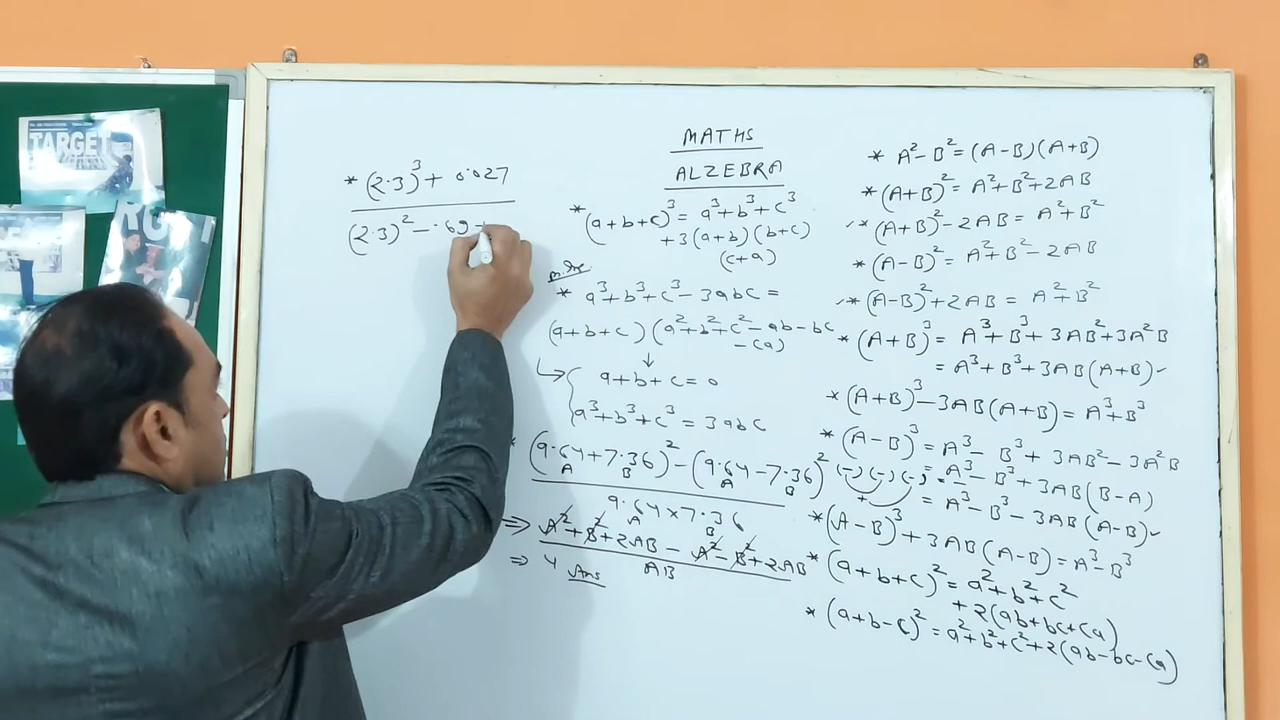 TARGET
MATHS
ALZEBRA
* (2.3)³ + 0.027
(2.3)² - .69 +
* (a+b+c)³ = a³+b³+c³
+3(a+b)(b+c)
(c+a)
* a³+b³+c³-3abc =
(a+b+c) (a²+b²+c²-ab-bc
-ca)
↓
→ { a+b+c=0
a³+b³+c³=3abc
* (9.64+7.36)² - (9.64-7.36)²
A B A B
9.64×7.36
A B
⇒ A²+B²+2AB - A²-B²+2AB
AB
⇒ 4 Ans
* A²-B²=(A-B)(A+B)
* (A+B)² = A²+B²+2AB
* (A+B)²-2AB = A²+B²
* (A-B)² = A²+B²-2AB
* (A-B)²+2AB = A²+B²
* (A+B)³ = A³+B³+3AB²+3A²B
= A³+B³+3AB(A+B)
* (A+B)³-3AB(A+B) = A³+B³
* (A-B)³ = A³-B³+3AB²-3A²B
(-)(-)(-) = A³-B³+3AB(B-A)
+ = A³-B³-3AB(A-B)
* (A-B)³+3AB(A-B)=A³-B³
* (a+b+c)² = a²+b²+c²
+2(ab+bc+ca)
* (a+b-c)² = a²+b²+c²+2(ab-bc-ca)